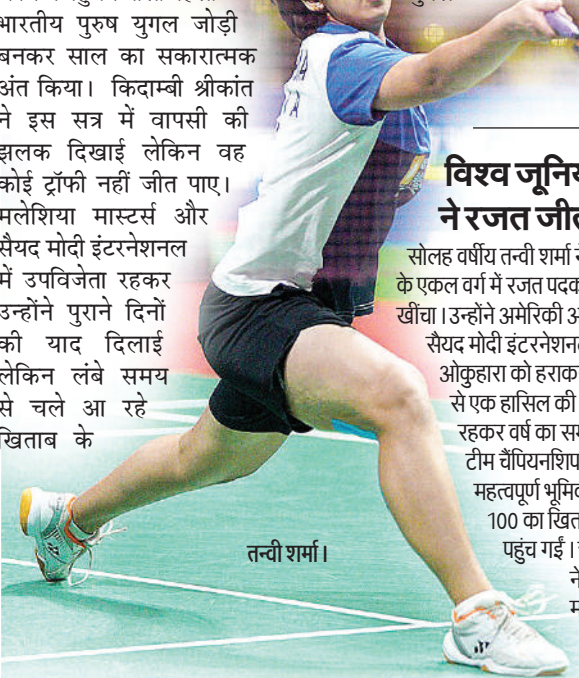 भारतीय पुरुष युगल जोड़ी
बनकर साल का सकारात्मक
अंत किया। किदाम्बी श्रीकांत
ने इस सत्र में वापसी की
झलक दिखाई लेकिन वह
कोई ट्रॉफी नहीं जीत पाए।
मलेशिया मास्टर्स और
सैयद मोदी इंटरनेशनल
में उपविजेता रहकर
उन्होंने पुराने दिनों
की याद दिलाई
लेकिन लंबे समय
से चले आ रहे
खिताब के
तन्वी शर्मा।
विश्व जूनिय
ने रजत जीत
सोलह वर्षीय तन्वी शर्मा ने
के एकल वर्ग में रजत पदक
खींचा। उन्होंने अमेरिकी अ
सैयद मोदी इंटरनेशनल
ओकुहारा को हराकर
से एक हासिल की
रहकर वर्ष का सम
टीम चैंपियनशिप
महत्वपूर्ण भूमिक
100 का खित
पहुंच गईं।
ने
म